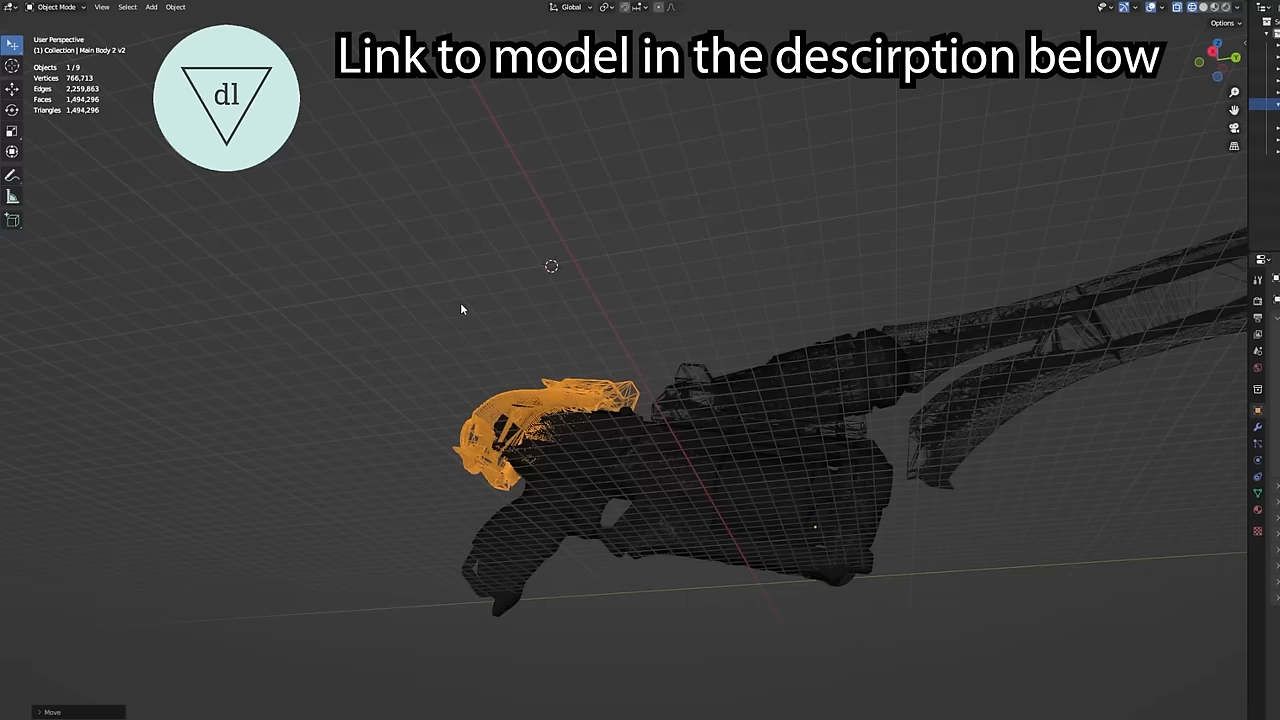 Object Mode View Select Add Object
Global
Options
User Perspective
(1) Collection | Main Body 2 v2
Objects 1/9
Vertices 766,713
Edges 2,259,863
Faces 1,494,296
Triangles 1,494,296
dl
Link to model in the descirption below
Move